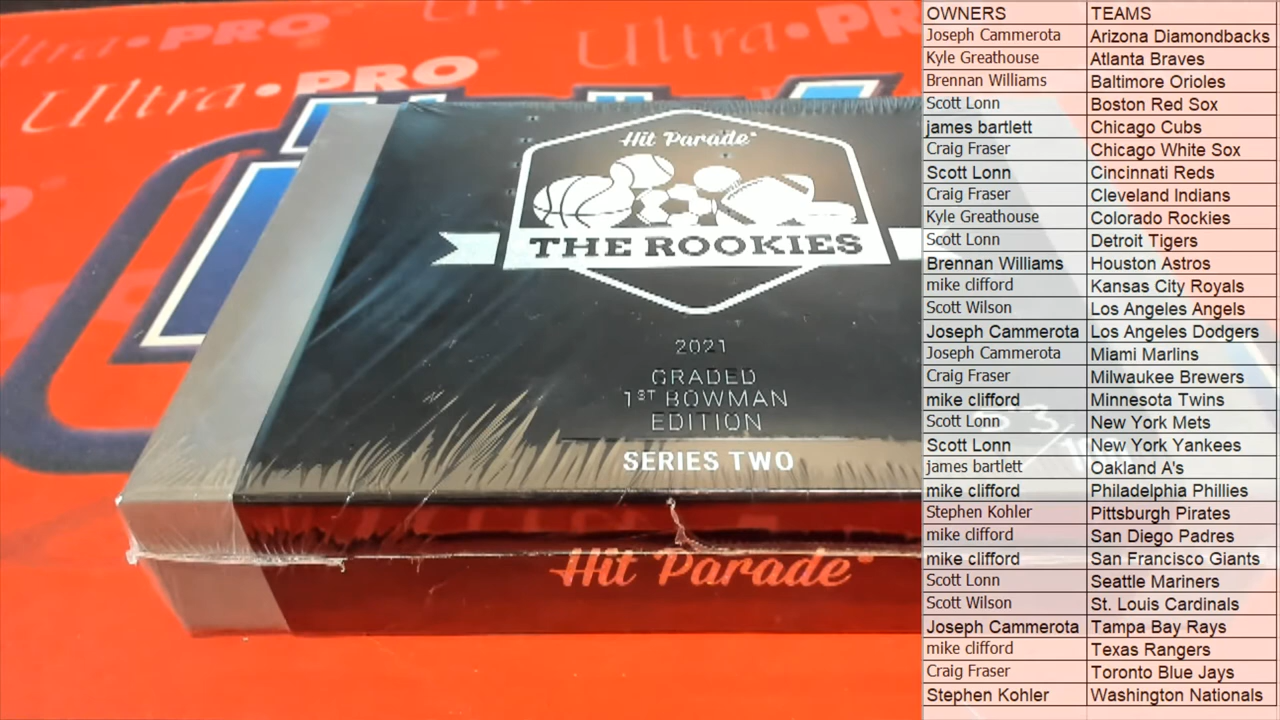 Ultra•PRO
Ultra•PRO
Ultra•PRO
Hit Parade
THE ROOKIES
2021
GRADED
1ST BOWMAN
EDITION
SERIES TWO
Hit Parade
OWNERS TEAMS
Joseph Cammerota Arizona Diamondbacks
Kyle Greathouse Atlanta Braves
Brennan Williams Baltimore Orioles
Scott Lonn Boston Red Sox
james bartlett Chicago Cubs
Craig Fraser Chicago White Sox
Scott Lonn Cincinnati Reds
Craig Fraser Cleveland Indians
Kyle Greathouse Colorado Rockies
Scott Lonn Detroit Tigers
Brennan Williams Houston Astros
mike clifford Kansas City Royals
Scott Wilson Los Angeles Angels
Joseph Cammerota Los Angeles Dodgers
Joseph Cammerota Miami Marlins
Craig Fraser Milwaukee Brewers
mike clifford Minnesota Twins
Scott Lonn New York Mets
Scott Lonn New York Yankees
james bartlett Oakland A's
mike clifford Philadelphia Phillies
Stephen Kohler Pittsburgh Pirates
mike clifford San Diego Padres
mike clifford San Francisco Giants
Scott Lonn Seattle Mariners
Scott Wilson St. Louis Cardinals
Joseph Cammerota Tampa Bay Rays
mike clifford Texas Rangers
Craig Fraser Toronto Blue Jays
Stephen Kohler Washington Nationals